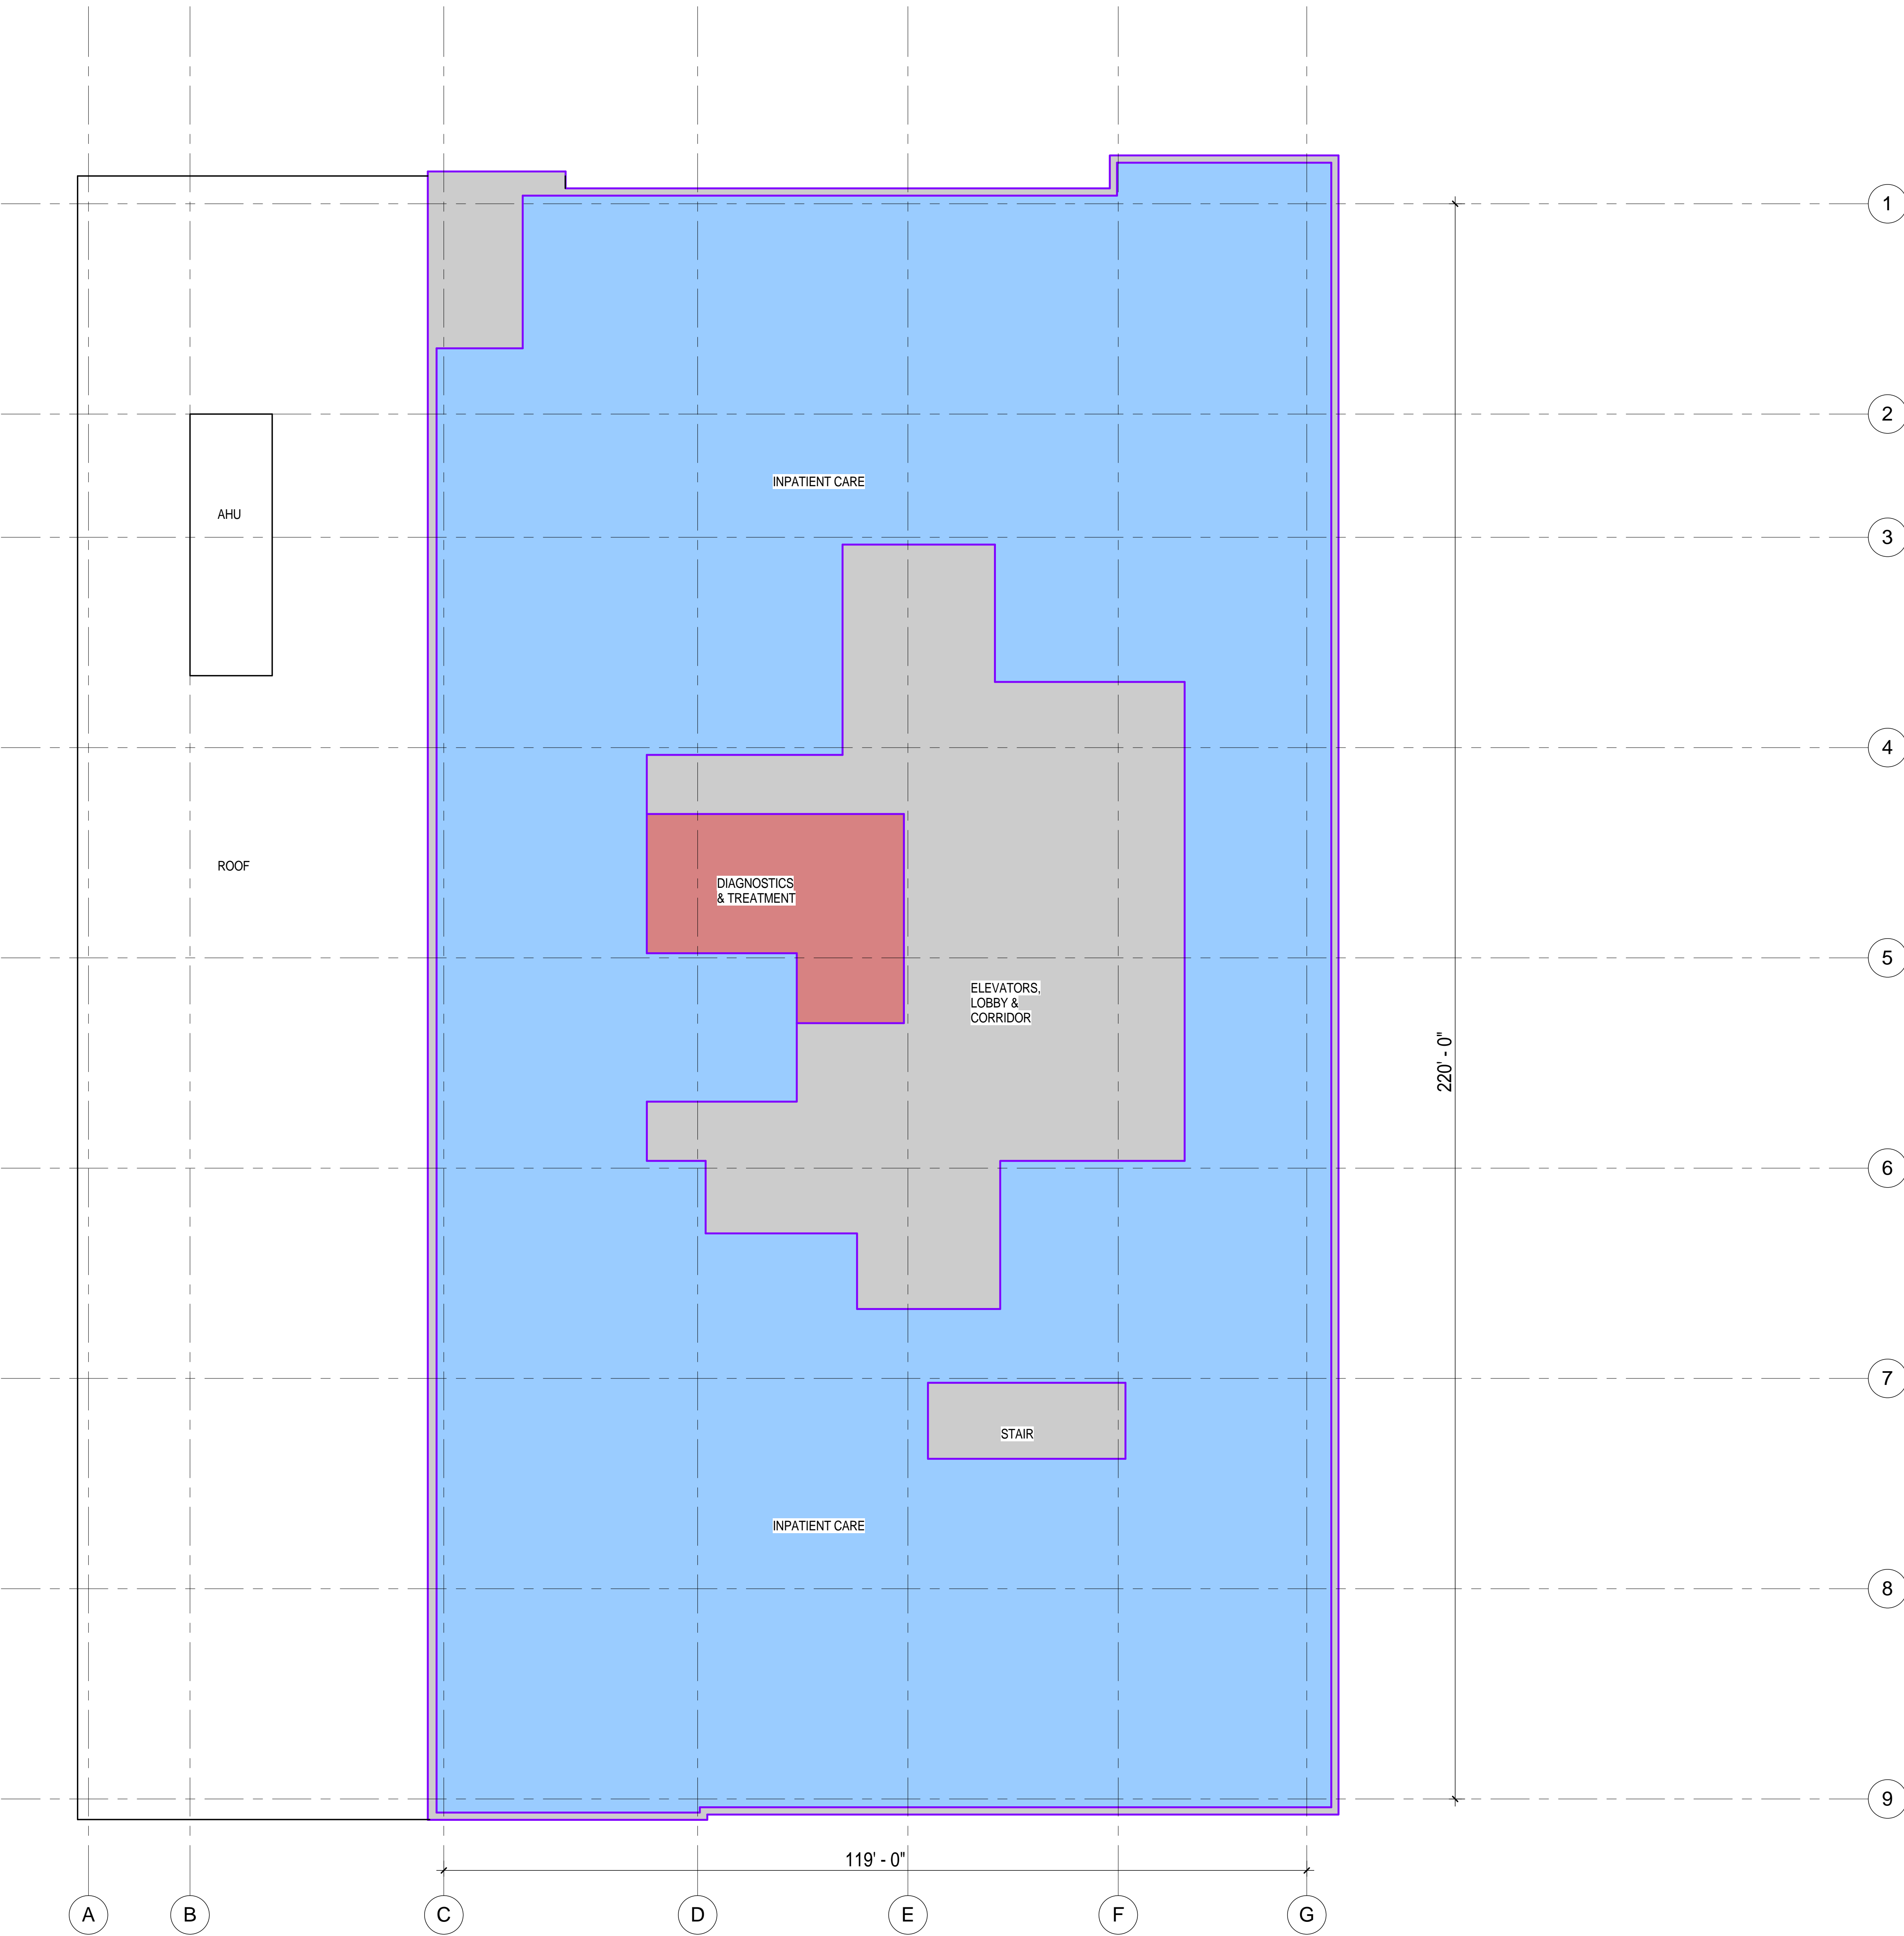 1
2
INPATIENT CARE
AHU
3
4
ROOF
DIAGNOSTICS
& TREATMENT
5
ELEVATORS,
LOBBY &
CORRIDOR
220' - 0"
6
7
STAIR
INPATIENT CARE
8
9
119' - 0"
A
B
C
D
E
F
G